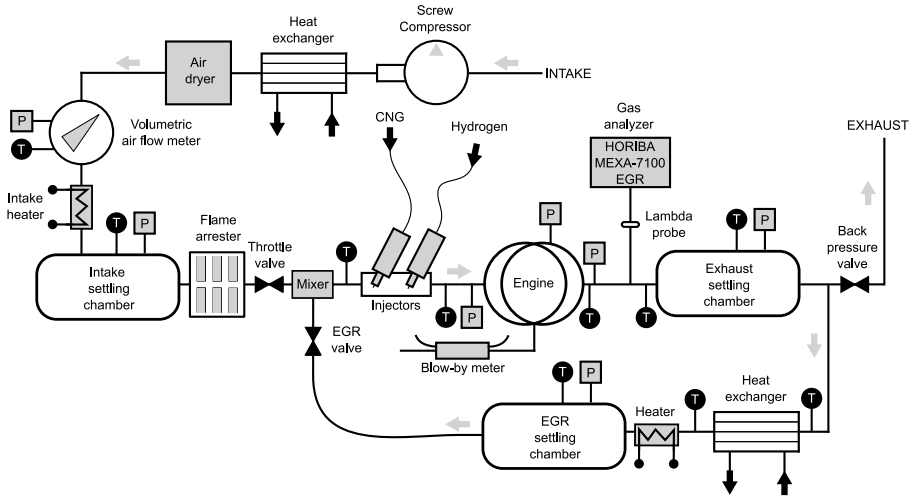 Heat
exchanger
Screw
Compressor
Air
dryer
INTAKE
P
T
Volumetric
air flow meter
CNG
Hydrogen
Gas
analyzer
HORIBA
MEXA-7100
EGR
EXHAUST
Intake
heater
T
P
Flame
arrester
Throttle
valve
T
P
Lambda
probe
T
P
Back
pressure
valve
Intake
settling
chamber
Mixer
Injectors
Engine
P
Exhaust
settling
chamber
T
P
T
T
EGR
valve
Blow-by meter
T
P
Heater
T
Heat
exchanger
T
EGR
settling
chamber